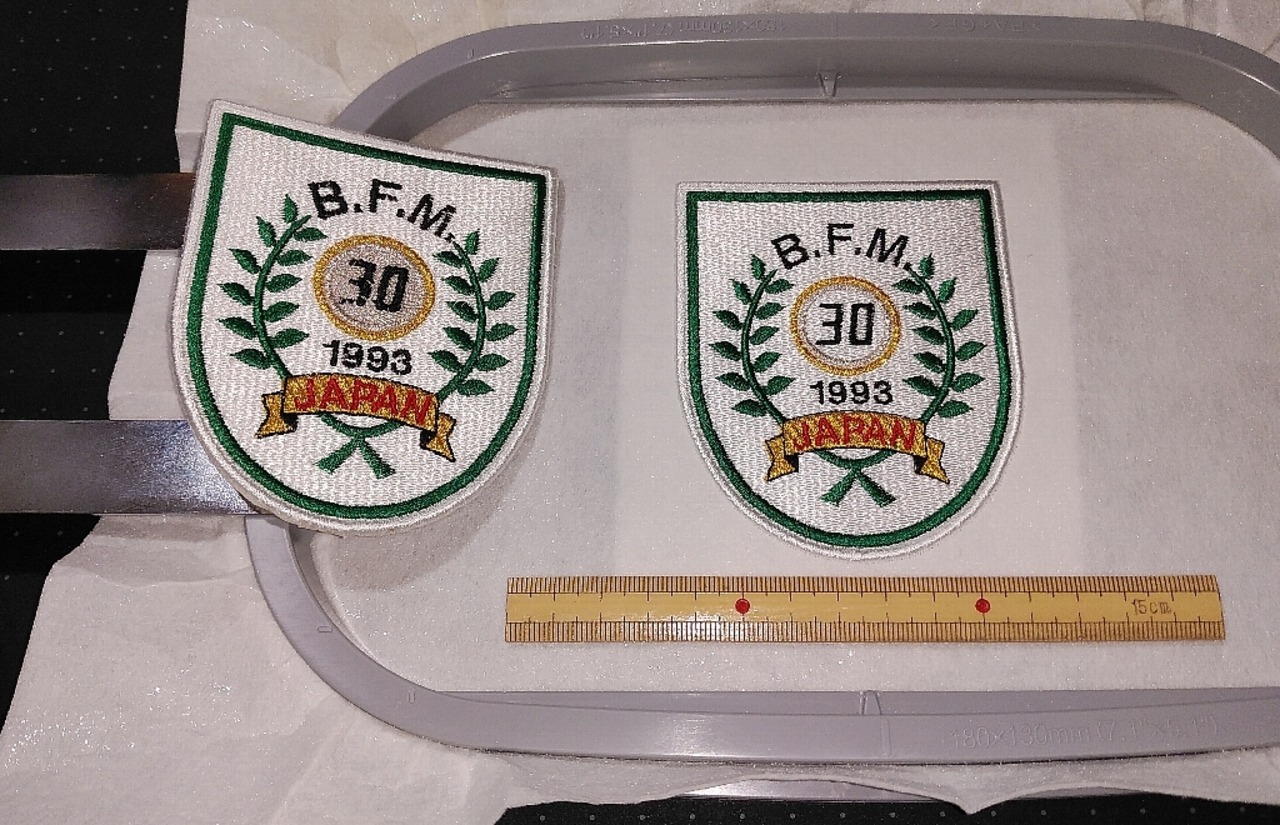 B.F.M.
30
1993
JAPAN
B.F.M.
30
1993
JAPAN
15cm
180×130mm(7.1"×5.1")